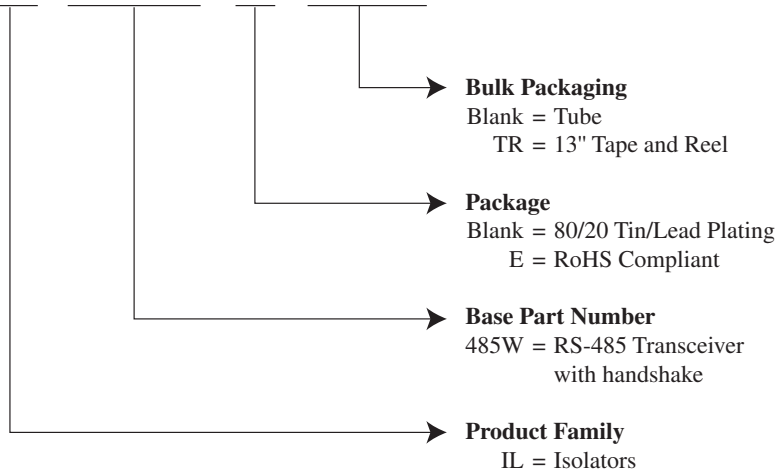 Bulk Packaging
Blank = Tube
TR = 13" Tape and Reel
Package
Blank = 80/20 Tin/Lead Plating
E = RoHS Compliant
Base Part Number
485W = RS-485 Transceiver
with handshake
Product Family
IL = Isolators